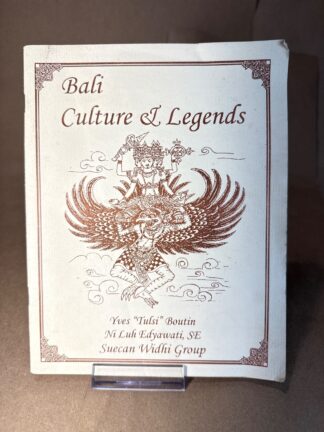 Bali
Culture & Legends
Yves "Tulsi" Boutin
Ni Luh Edyawati, SE
Suecan Widhi Group